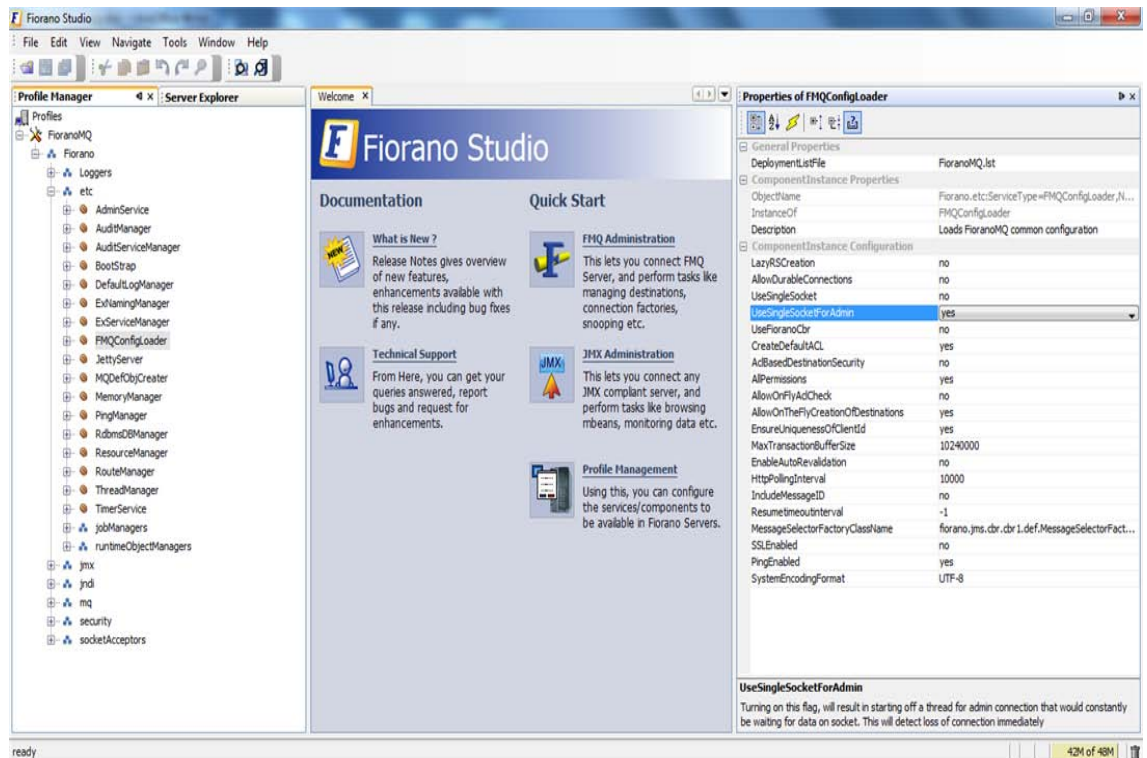 Fiorano Studio
File Edit View Navigate Tools Window Help
Profile Manager
Server Explorer
Profiles
FioranoMQ
Fiorano
Loggers
etc
AdminService
AuditManager
AuditServiceManager
BootStrap
DefaultLogManager
ExNamingManager
ExServiceManager
FMQConfigLoader
JettyServer
MQDefObjCreater
MemoryManager
PingManager
RdbmsDBManager
ResourceManager
RouteManager
ThreadManager
TimerService
jobManagers
runtimeObjectManagers
jmx
jndi
mq
security
socketAcceptors
Welcome
Fiorano Studio
Documentation
What is New ?
Release Notes gives overview
of new features,
enhancements available with
this release including bug fixes
if any.
Technical Support
From Here, you can get your
queries answered, report
bugs and request for
enhancements.
Quick Start
FMQ Administration
This lets you connect FMQ
Server, and perform tasks like
managing destinations,
connection factories,
snooping etc.
JMX
JMX Administration
This lets you connect any
JMX compliant server, and
perform tasks like browsing
mbeans, monitoring data etc.
Profile Management
Using this, you can configure
the services/components to
be available in Fiorano Servers.
Properties of FMQConfigLoader
General Properties
DeploymentListFile FioranoMQ.lst
ComponentInstance Properties
ObjectName Fiorano.etc:ServiceType=FMQConfigLoader,N...
InstanceOf FMQConfigLoader
Description Loads FioranoMQ common configuration
ComponentInstance Configuration
LazyRSCreation no
AllowDurableConnections no
UseSingleSocket no
UseSingleSocketForAdmin yes
UseFioranoCbr no
CreateDefaultACL yes
AclBasedDestinationSecurity no
AllPermissions yes
AllowOnFlyAclCheck no
AllowOnTheFlyCreationOfDestinations yes
EnsureUniquenessOfClientId yes
MaxTransactionBufferSize 10240000
EnableAutoRevalidation no
HttpPollingInterval 10000
IncludeMessageID no
Resumetimeoutinterval -1
MessageSelectorFactoryClassName fiorano.jms.cbr.cbr1.def.MessageSelectorFact...
SSLEnabled no
PingEnabled yes
SystemEncodingFormat UTF-8
UseSingleSocketForAdmin
Turning on this flag, will result in starting off a thread for admin connection that would constantly
be waiting for data on socket. This will detect loss of connection immediately
ready
42M of 48M